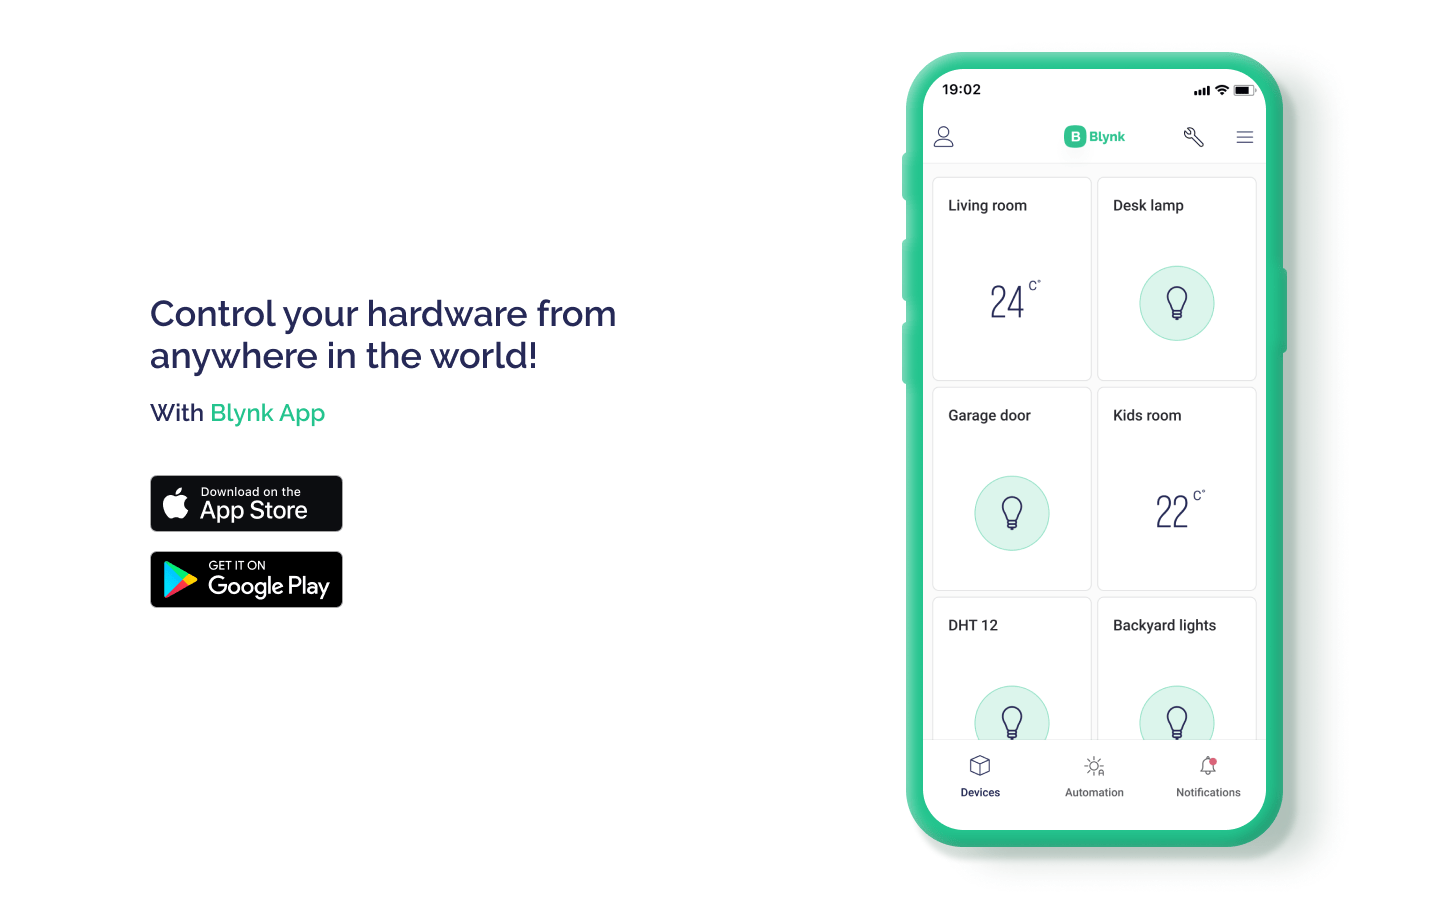 Control your hardware from
anywhere in the world!
With Blynk App
Download on the
App Store
GET IT ON
Google Play
19:02
B Blynk
Living room
24 C°
Desk lamp
Garage door
Kids room
22 C°
DHT 12
Backyard lights
Devices
Automation
Notifications